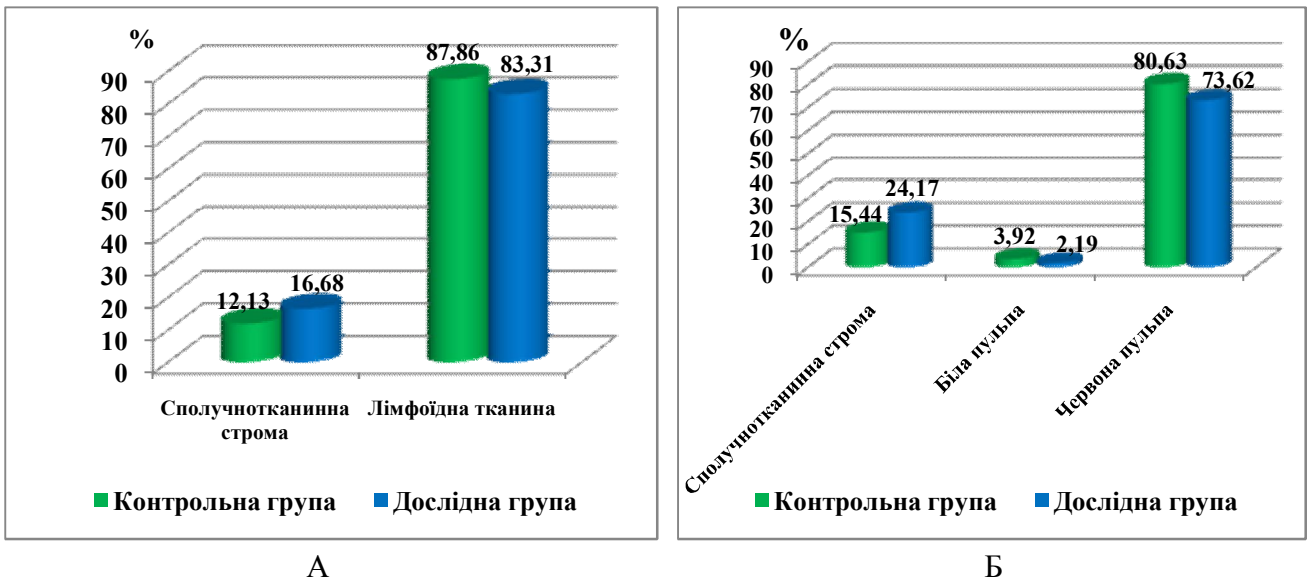 %
90
80
70
60
50
40
30
20
10
0
87,86
83,31
12,13
16,68
Сполучнотканинна
строма
Лімфоїдна тканина
Контрольна група
Дослідна група
А
%
90
80
70
60
50
40
30
20
10
0
80,63
73,62
15,44
24,17
3,92
2,19
Сполучнотканинна строма
Біла пульпа
Червона пульпа
Контрольна група
Дослідна група
Б